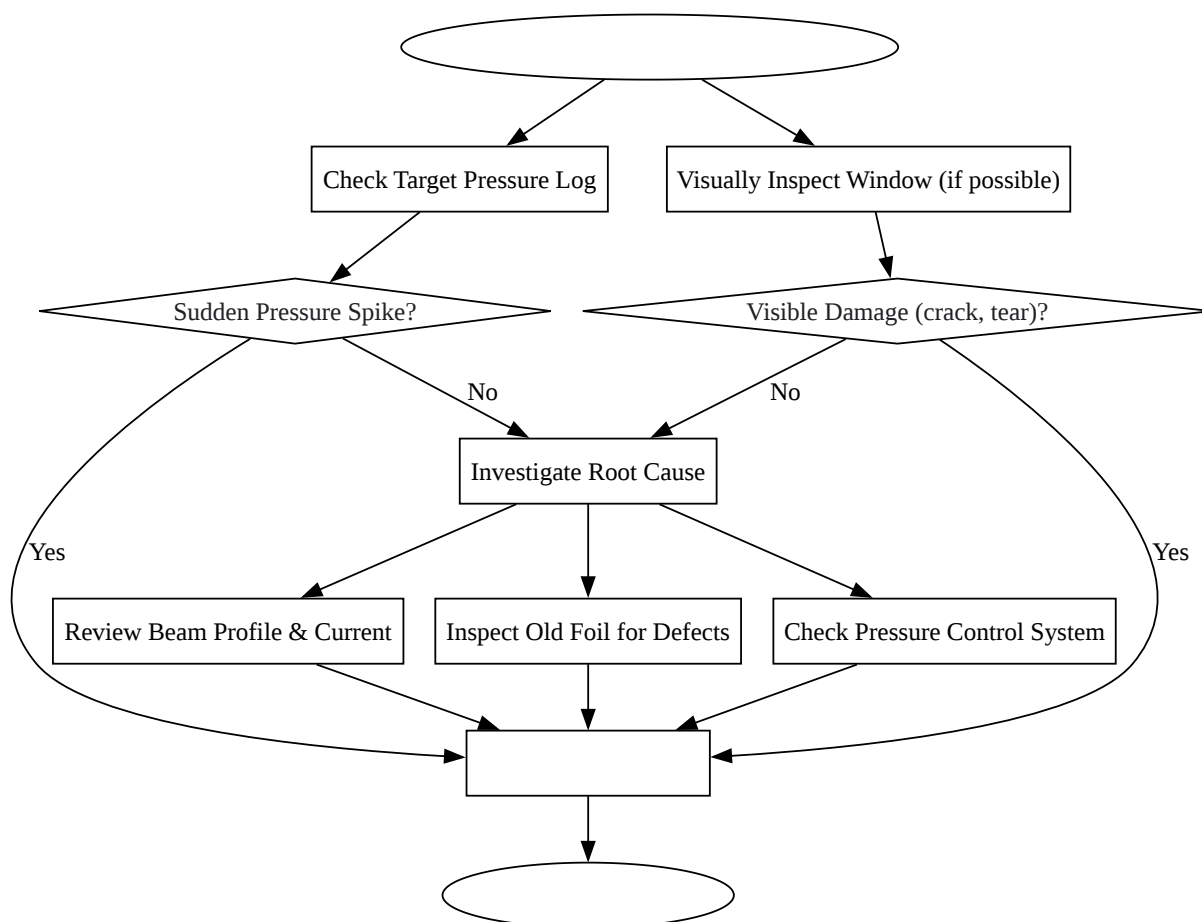 Check Target Pressure Log
Visually Inspect Window (if possible)
Sudden Pressure Spike?
Visible Damage (crack, tear)?
No
No
Investigate Root Cause
Yes
Yes
Review Beam Profile & Current
Inspect Old Foil for Defects
Check Pressure Control System